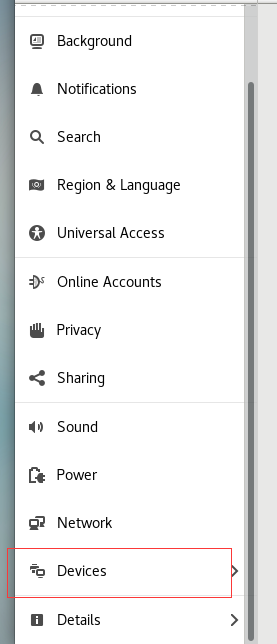 Background
Notifications
Search
Region & Language
Universal Access
Online Accounts
Privacy
Sharing
Sound
Power
Network
Devices
Details